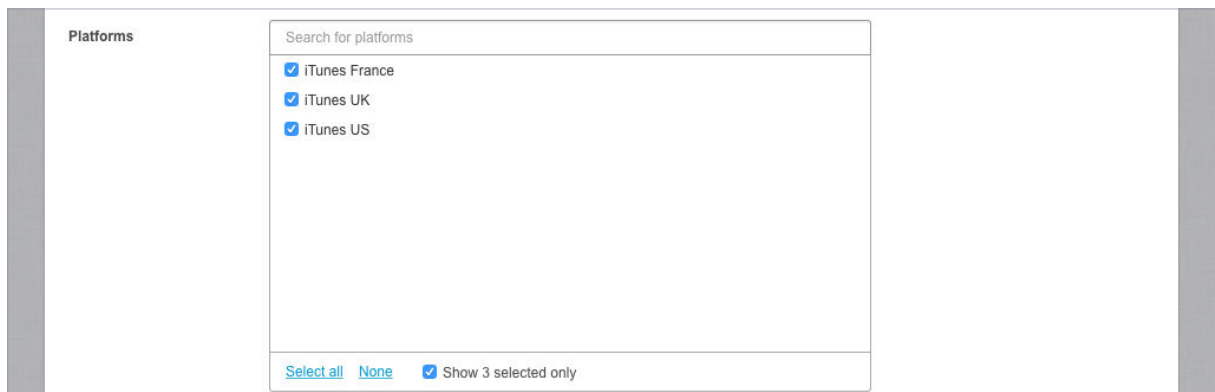 Platforms
Search for platforms
iTunes France
iTunes UK
iTunes US
Select all None Show 3 selected only